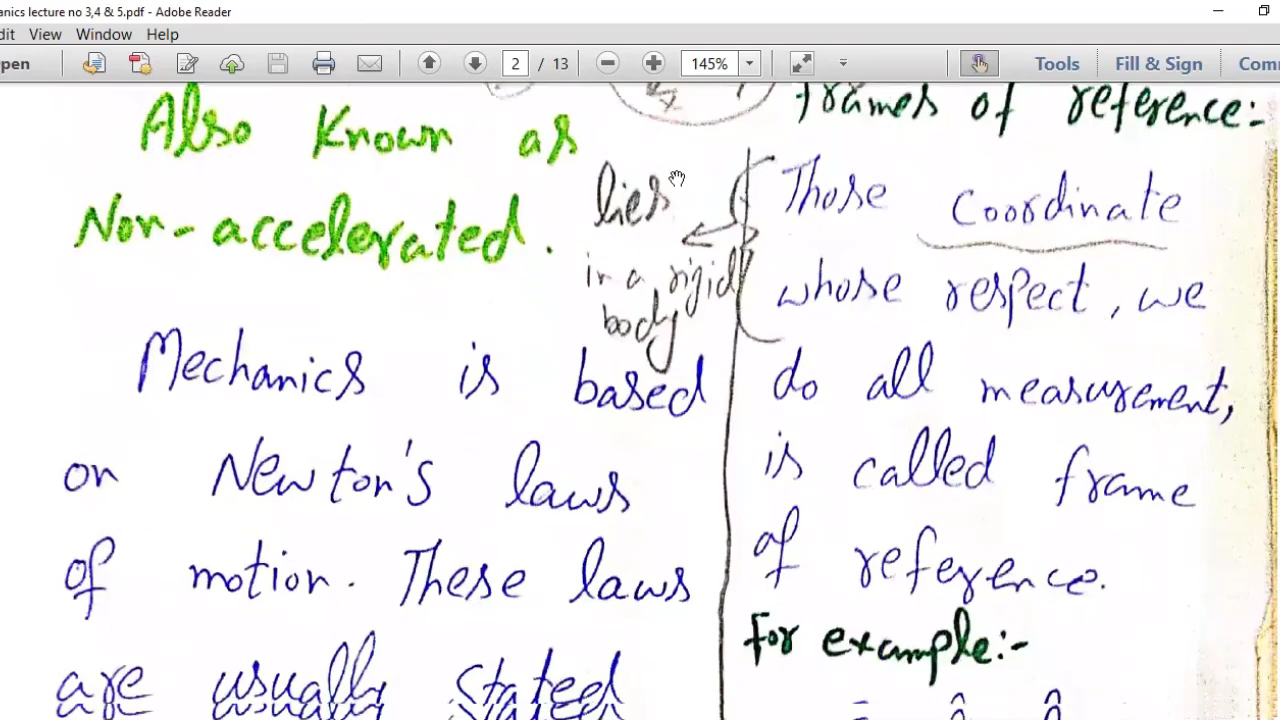 anics lecture no 3,4 & 5.pdf - Adobe Reader
dit View Window Help
pen 2 / 13 145% Tools Fill & Sign Com
Also Known as
Non-accelerated.
Mechanics is based
on Newton's laws
of motion. These laws
are usually stated
lies
in a rigid
body
frames of reference:-
Those Coordinate
whose respect, we
do all measurement,
is called frame
of reference.
For example:-